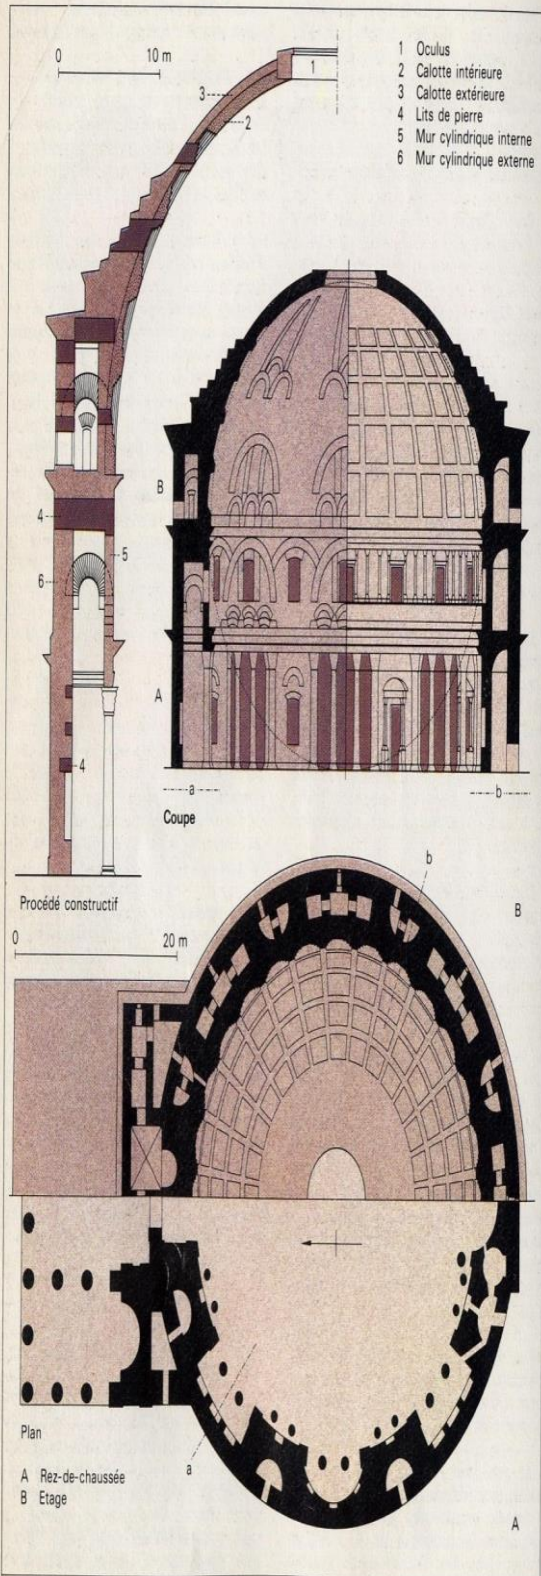 0 10 m
1 Oculus
2 Calotte intérieure
3 Calotte extérieure
4 Lits de pierre
5 Mur cylindrique interne
6 Mur cylindrique externe
1
3
2
B
4
5
6
A
4
a
b
Coupe
Procédé constructif
b
B
0 20 m
Plan
a
A Rez-de-chaussée
B Etage
A